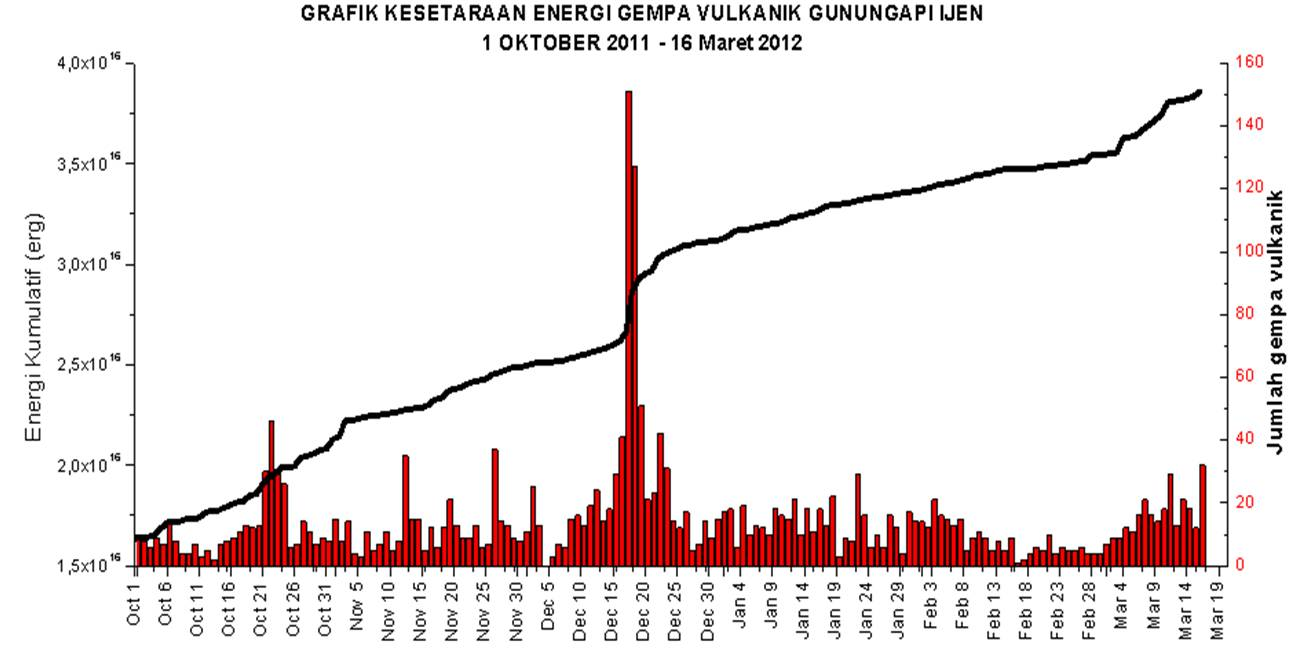 GRAFIK KESETARAAN ENERGI GEMPA VULKANIK GUNUNGAPI IJEN
1 OKTOBER 2011 - 16 Maret 2012
Energi Kumulatif (erg)
4,0x10¹⁶
3,5x10¹⁶
3,0x10¹⁶
2,5x10¹⁶
2,0x10¹⁶
1,5x10¹⁶
160
140
120
100
80
60
40
20
0
Jumlah gempa vulkanik
Oct 1
Oct 6
Oct 11
Oct 16
Oct 21
Oct 26
Oct 31
Nov 5
Nov 10
Nov 15
Nov 20
Nov 25
Nov 30
Dec 5
Dec 10
Dec 15
Dec 20
Dec 25
Dec 30
Jan 4
Jan 9
Jan 14
Jan 19
Jan 24
Jan 29
Feb 3
Feb 8
Feb 13
Feb 18
Feb 23
Feb 28
Mar 4
Mar 9
Mar 14
Mar 19